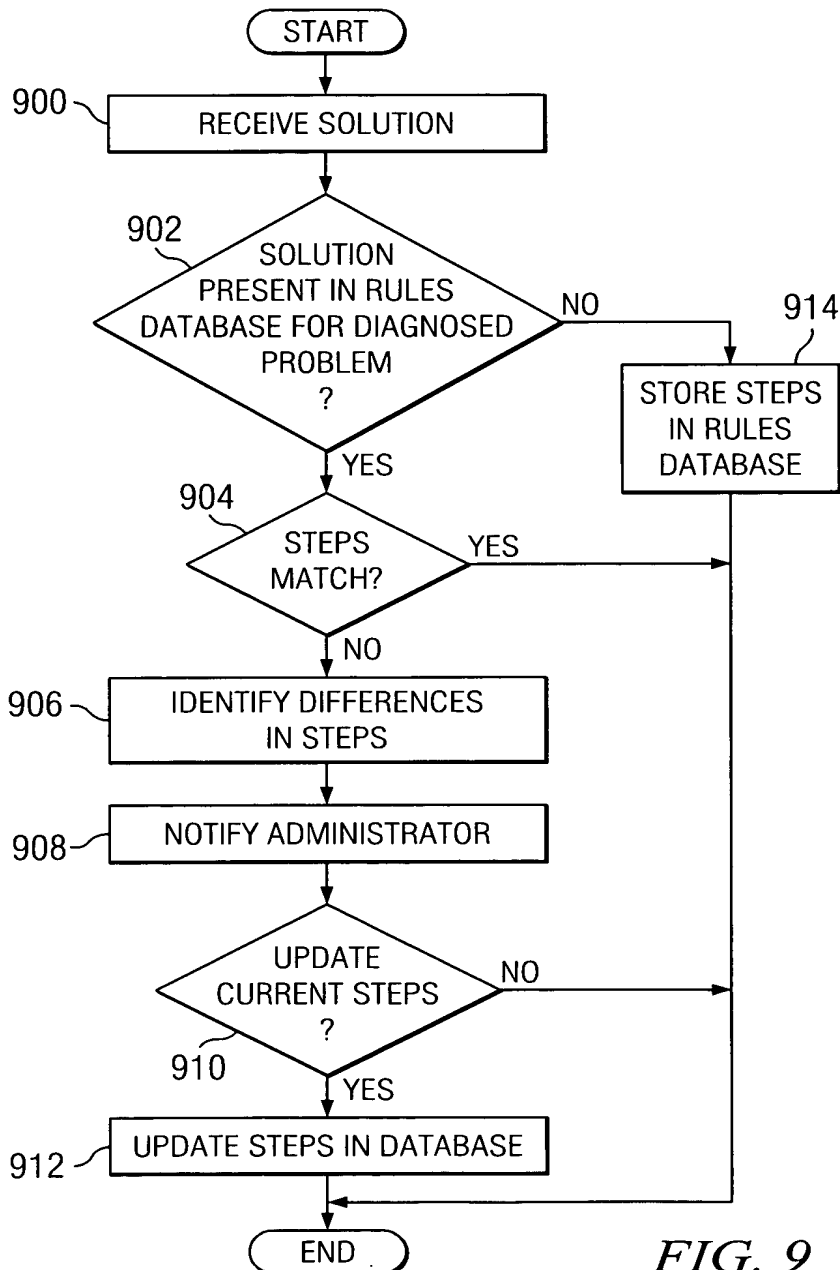 START
900
RECEIVE SOLUTION
902
SOLUTION
PRESENT IN RULES
DATABASE FOR DIAGNOSED
PROBLEM
?
NO
914
STORE STEPS
IN RULES
DATABASE
YES
904
STEPS
MATCH?
YES
NO
906
IDENTIFY DIFFERENCES
IN STEPS
908
NOTIFY ADMINISTRATOR
UPDATE
CURRENT STEPS
?
NO
910
YES
912
UPDATE STEPS IN DATABASE
END
FIG. 9